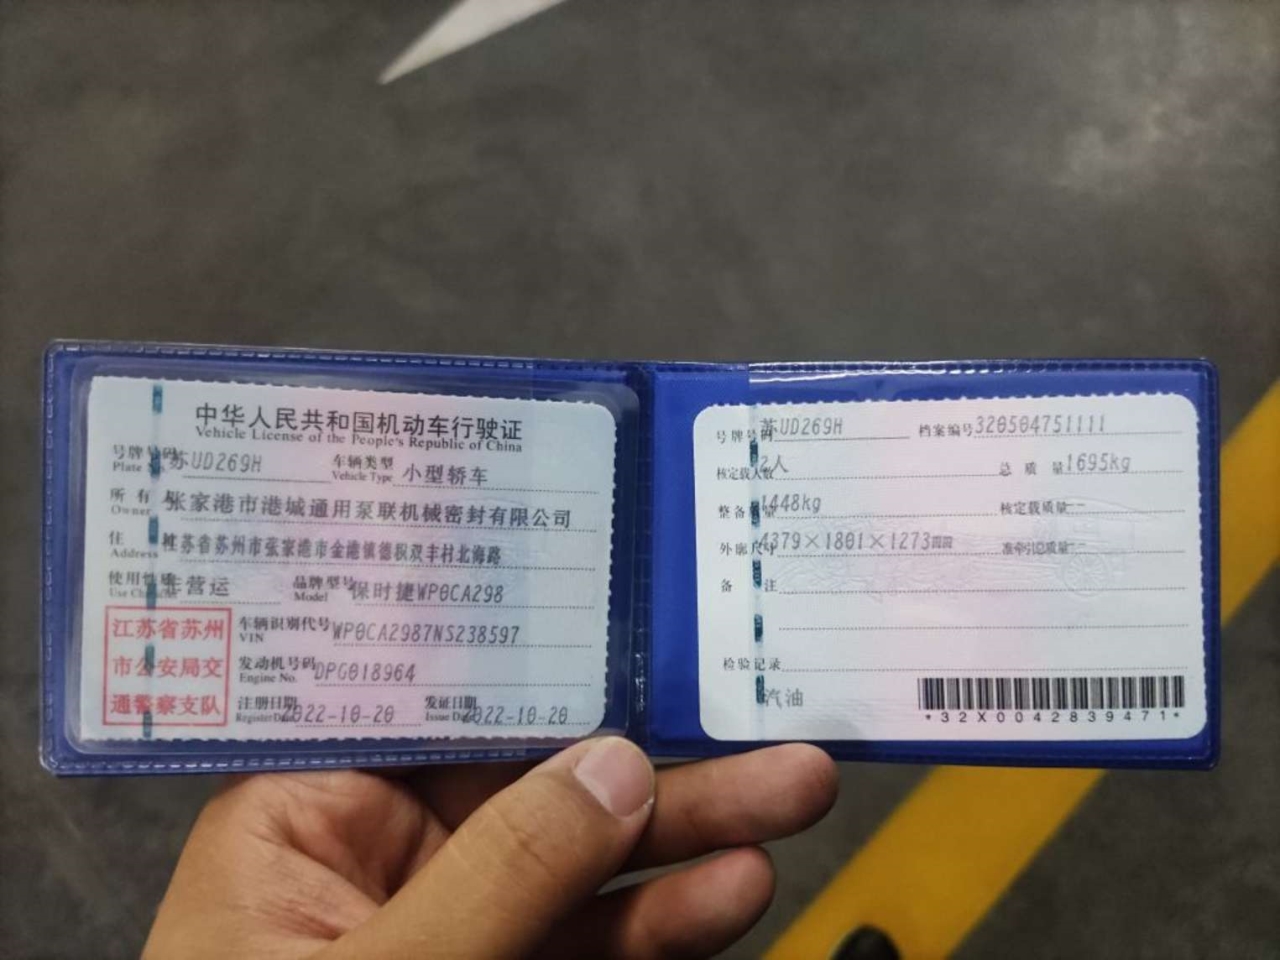 中华人民共和国机动车行驶证
Vehicle License of the People's Republic of China
号牌号码 苏UD269H 车辆类型 小型轿车
Plate No. Vehicle Type
所有人 张家港市港城通用泵联机械密封有限公司
Owner
住址 江苏省苏州市张家港市金港镇德积双丰村北海路
Address
使用性质 非营运 品牌型号 保时捷WP0CA298
Use Character Model
江苏省苏州
市公安局交
通警察支队
车辆识别代号 WP0CA2987NS238597
VIN
发动机号码 DPG018964
Engine No.
注册日期 2022-10-20 发证日期 2022-10-20
Register Date Issue Date
号牌号码 苏UD269H 档案编号 320504751111
核定载人数 2人 总质量 1695kg
整备质量 1448kg 核定载质量 --
外廓尺寸 4379×1801×1273mm 准牵引总质量 --
备注
检验记录
汽油
*32X0042839471*